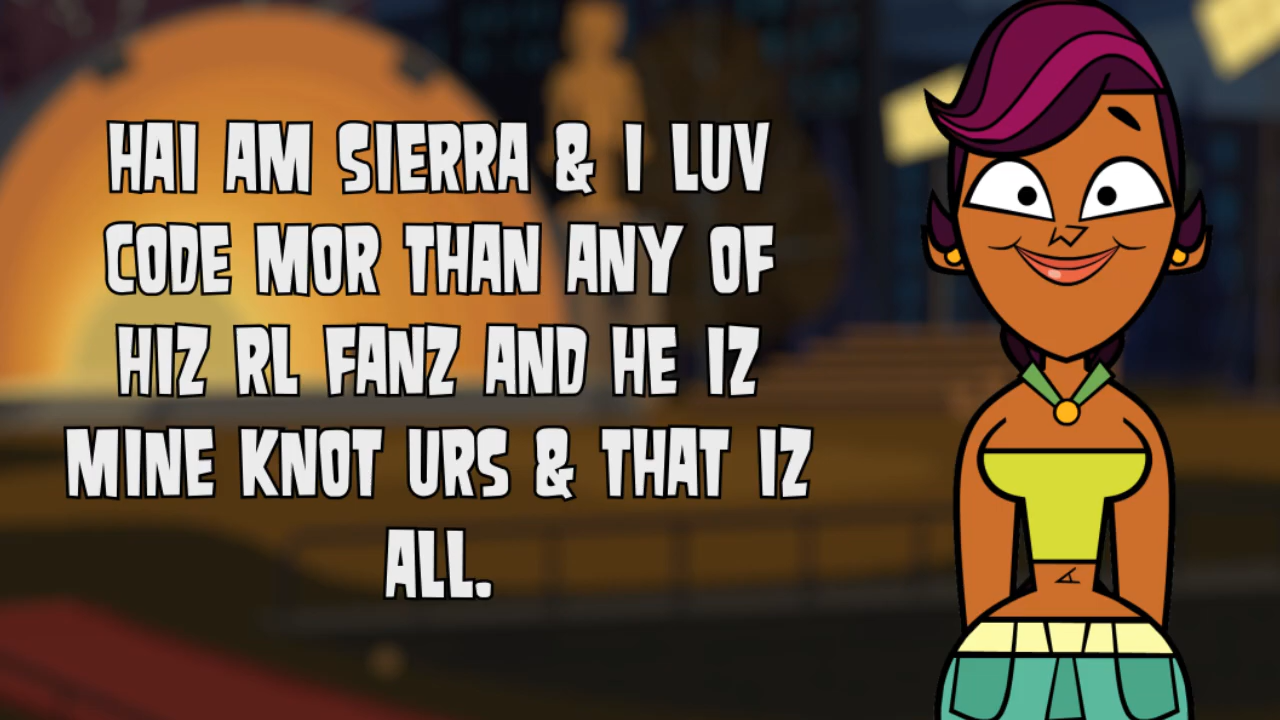 HAI AM SIERRA & I LUV
CODE MOR THAN ANY OF
HIZ RL FANZ AND HE IZ
MINE KNOT URS & THAT IZ
ALL.